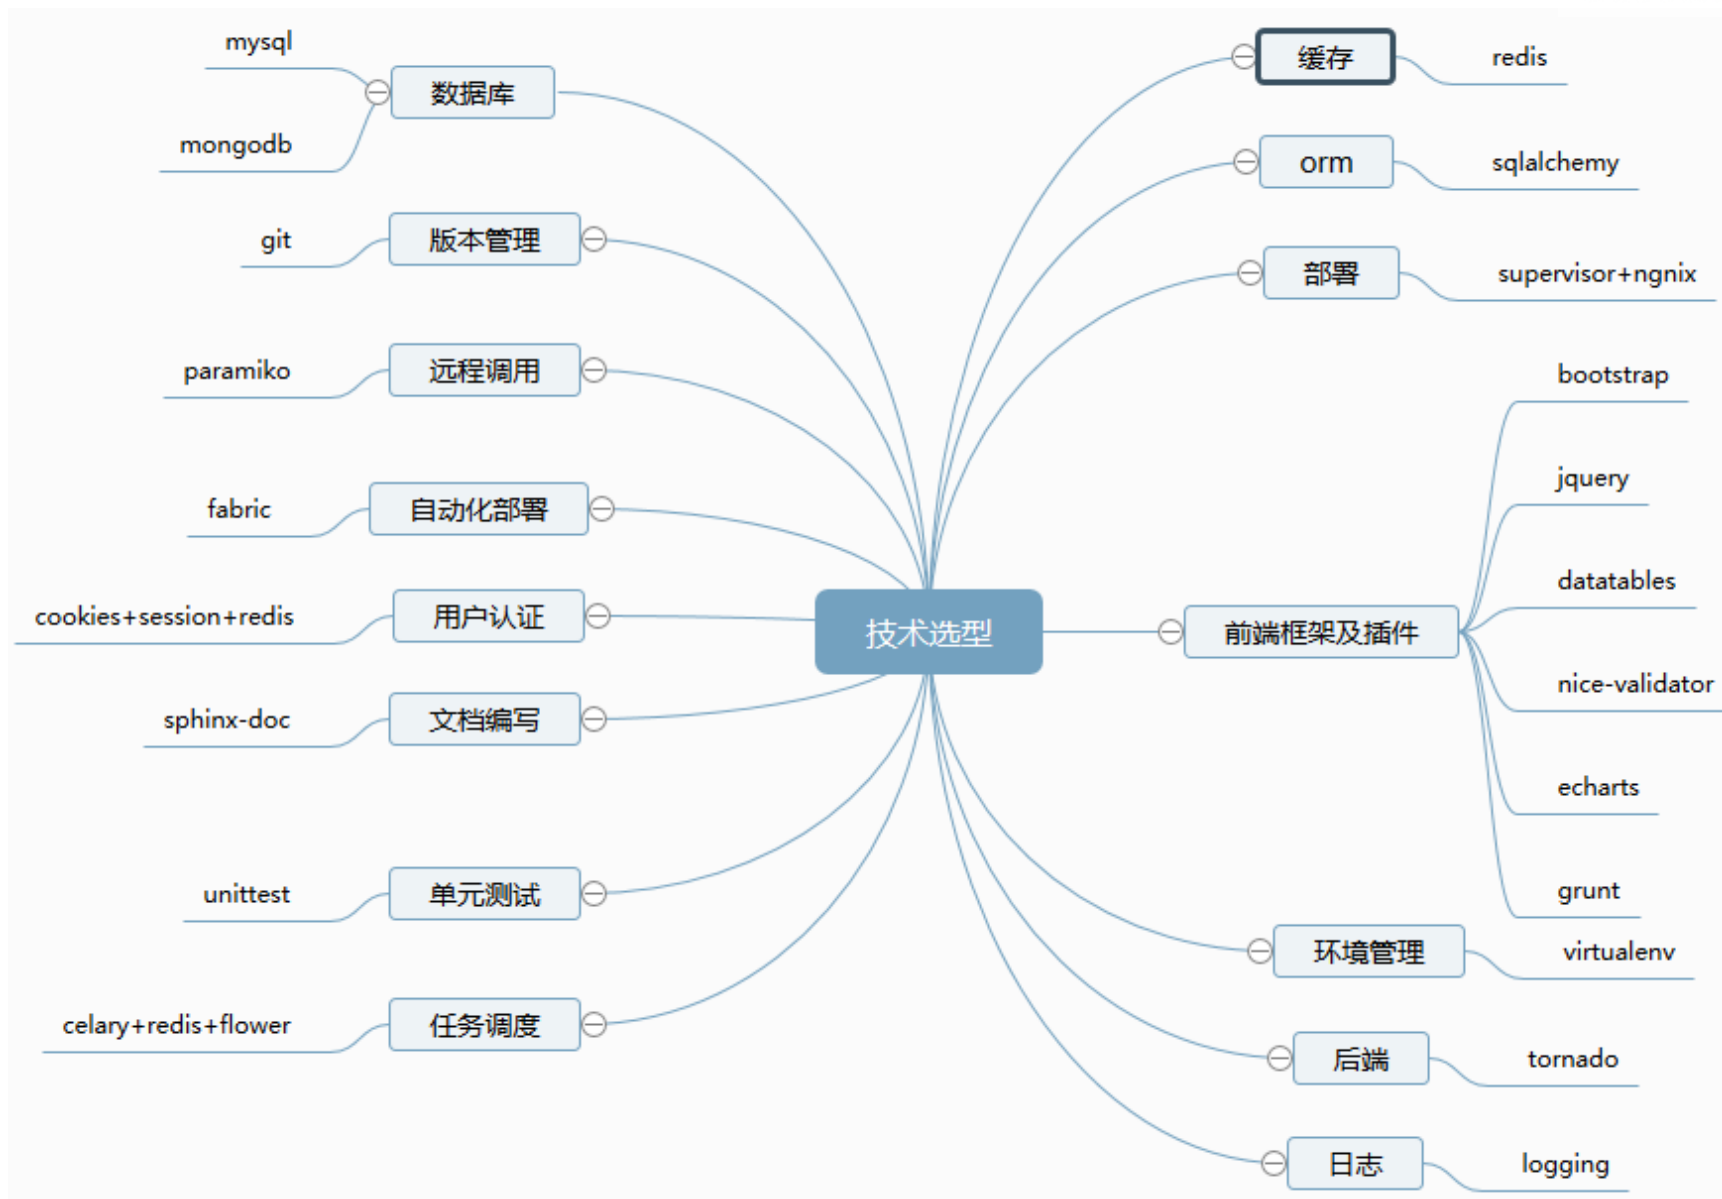 技术选型
缓存
redis
orm
sqlalchemy
部署
supervisor+ngnix
前端框架及插件
bootstrap
jquery
datatables
nice-validator
echarts
grunt
环境管理
virtualenv
后端
tornado
日志
logging
数据库
mysql
mongodb
版本管理
git
远程调用
paramiko
自动化部署
fabric
用户认证
cookies+session+redis
文档编写
sphinx-doc
单元测试
unittest
任务调度
celary+redis+flower